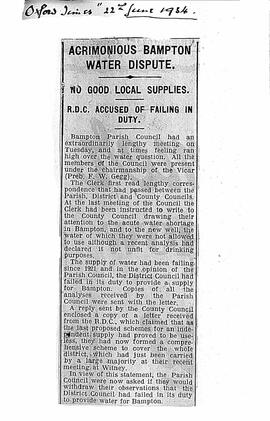 Oxford Times" 22nd June 1934.
ACRIMONIOUS BAMPTON
WATER DISPUTE.
NO GOOD LOCAL SUPPLIES.
R.D.C. ACCUSED OF FAILING IN
DUTY.
Bampton Parish Council had an
extraordinarily lengthy meeting on
Tuesday, and at times feeling ran
high over the water question. All the
members of the Council were present
under the chairmanship of the Vicar
(Preb. F. W. Gegg).
The Clerk first read lengthy corres-
pondence that had passed between the
Parish, District and County Councils.
At the last meeting of the Council the
Clerk had been instructed to write to
the County Council drawing their
attention to the acute water shortage
in Bampton, and to the new well, the
water of which they were not allowed
to use although a recent analysis had
declared it not unfit for drinking
purposes.
The supply of water had been failing
since 1921 and in the opinion of the
Parish Council, the District Council had
failed in its duty to provide a supply
for Bampton. Copies of all the
analyses received by the Parish
Council were sent with the letter.
A reply sent by the County Council
enclosed a copy of a letter received
from the R.D.C. which claimed that as
the last proposed schemes for an inde
pendent supply had proved to be use-
less, they had now formed a compre-
hensive scheme to cover the whole
district, which had just been carried
by a large majority at their recent
meeting at Witney.
In view of this statement, the Parish
Council were now asked if they would
withdraw their observations that the
District Council had failed in its duty
to provide water for Bampton.